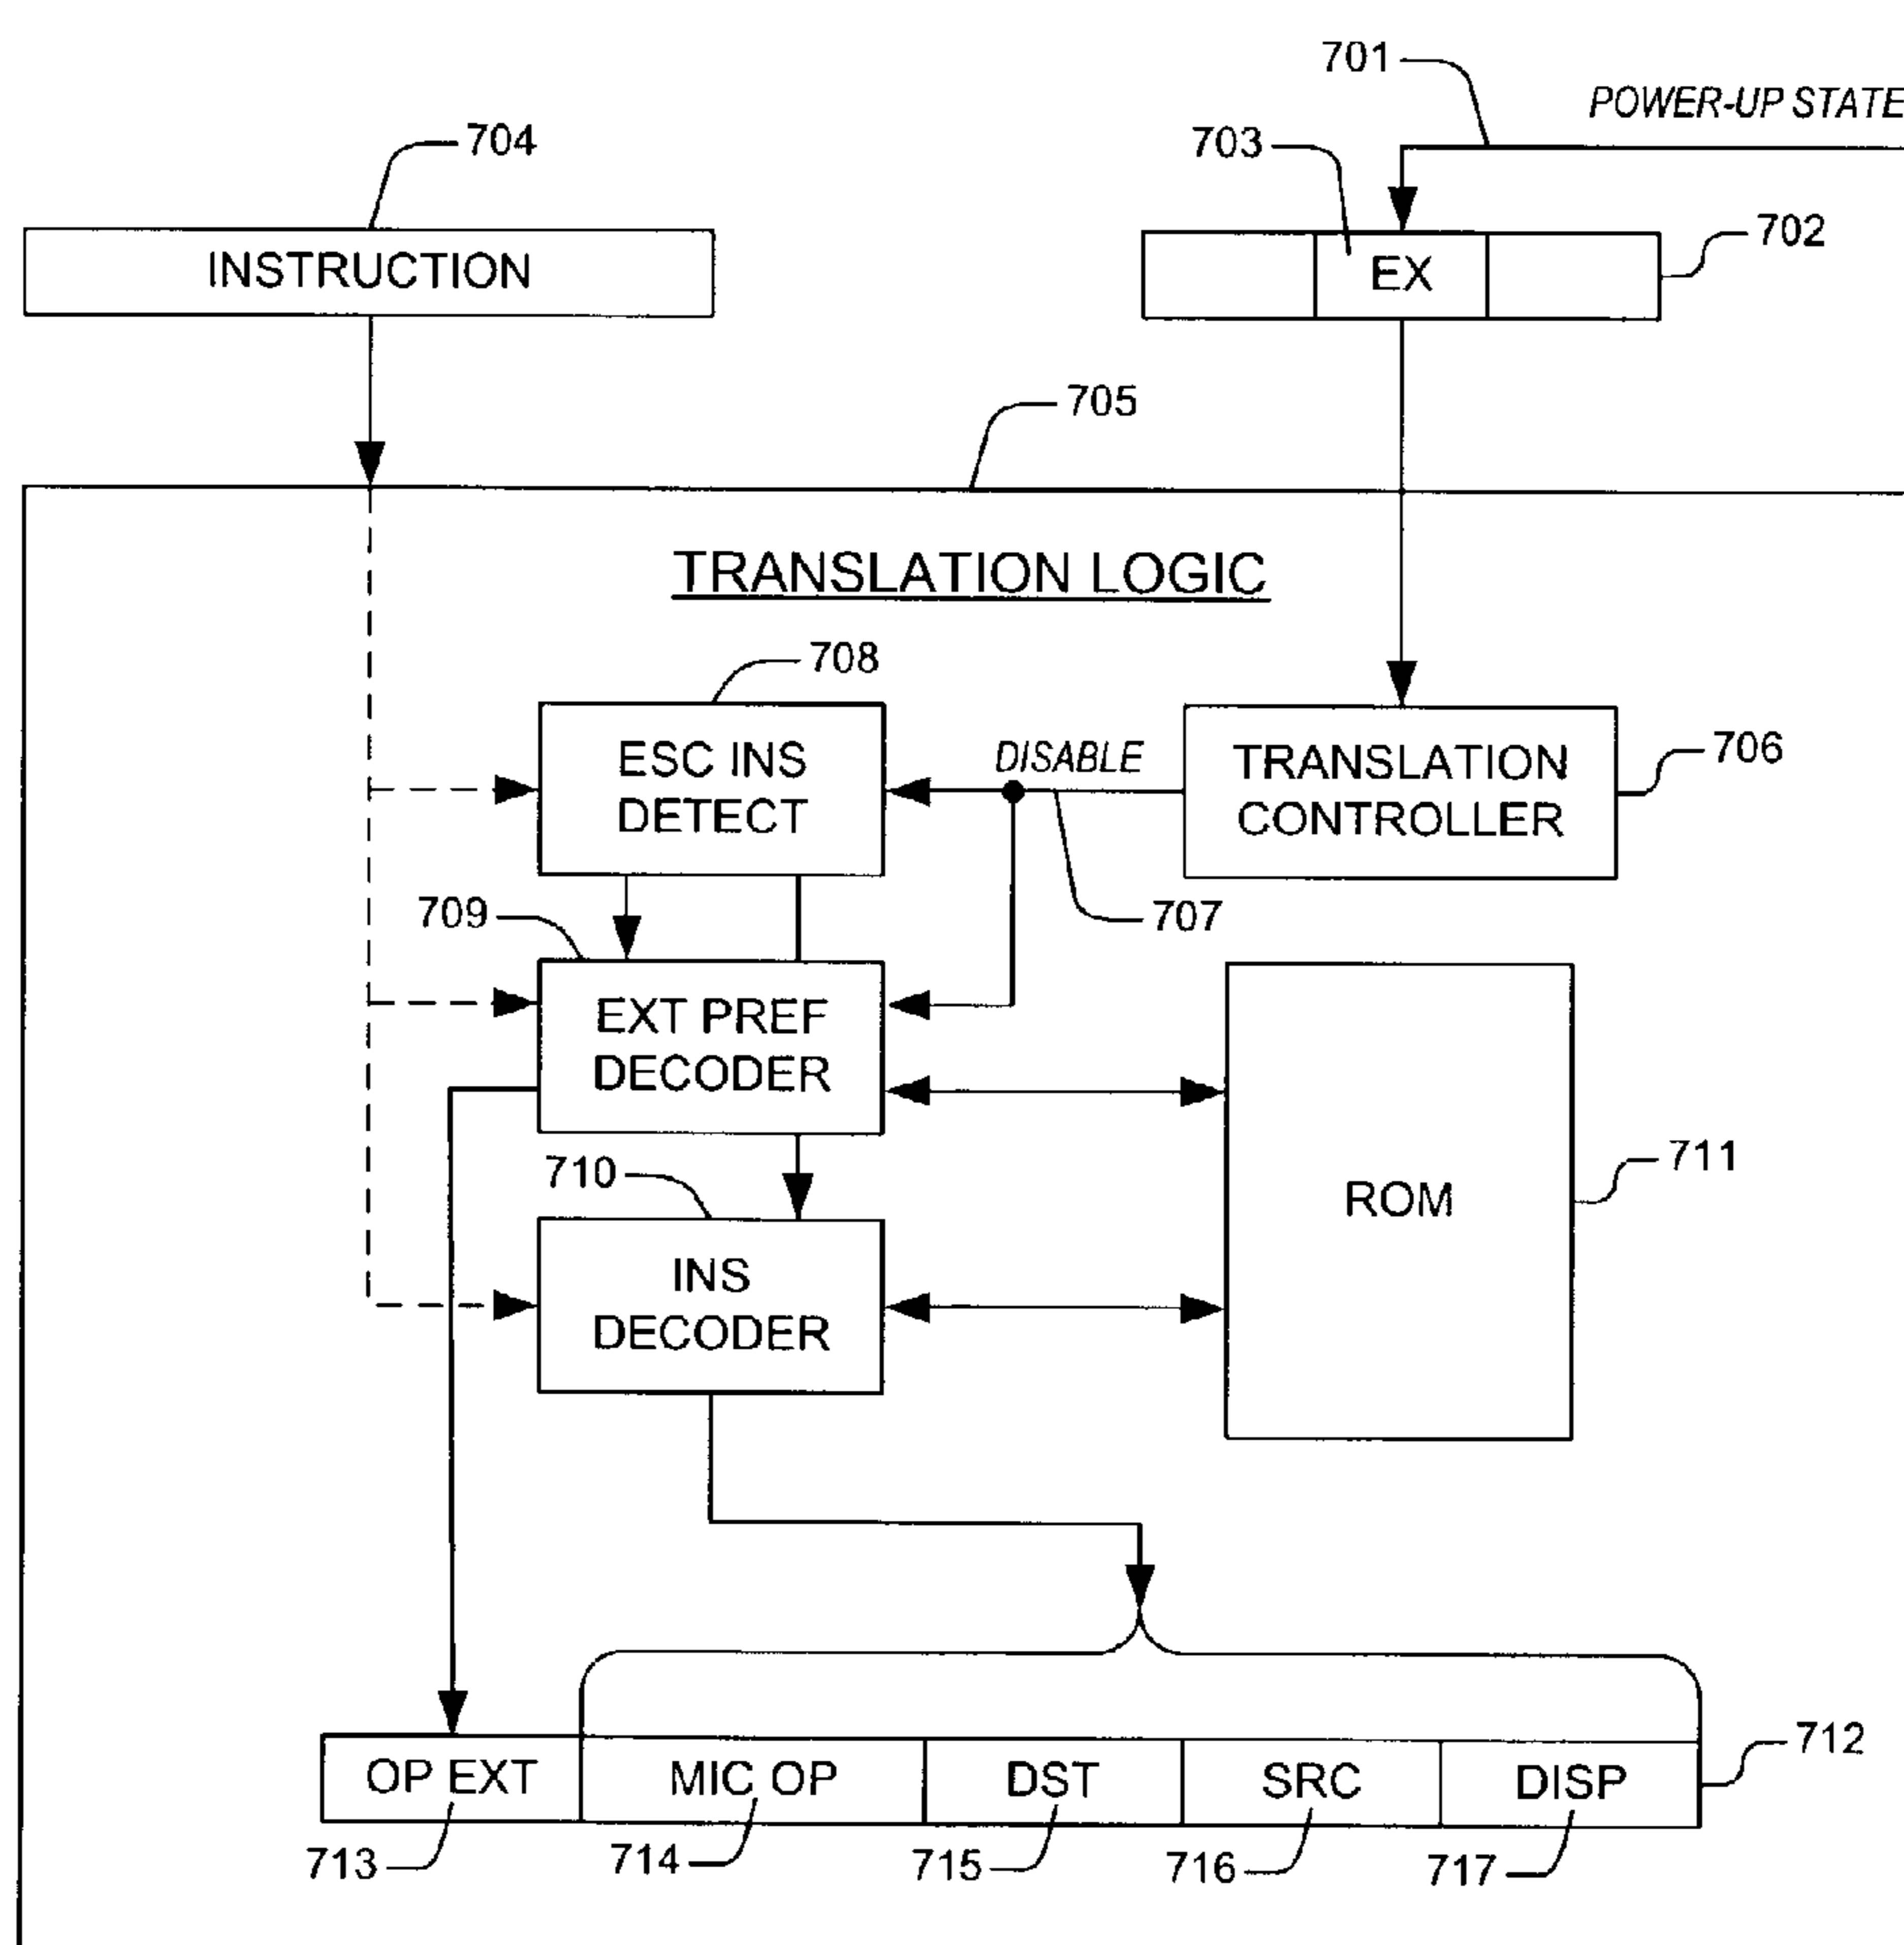 701
POWER-UP STATE
704
703
INSTRUCTION
EX
702
705
TRANSLATION LOGIC
708
ESC INS
DETECT
DISABLE
TRANSLATION
CONTROLLER
706
709
707
EXT PREF
DECODER
710
711
ROM
INS
DECODER
712
OP EXT
MIC OP
DST
SRC
DISP
713
714
715
716
717